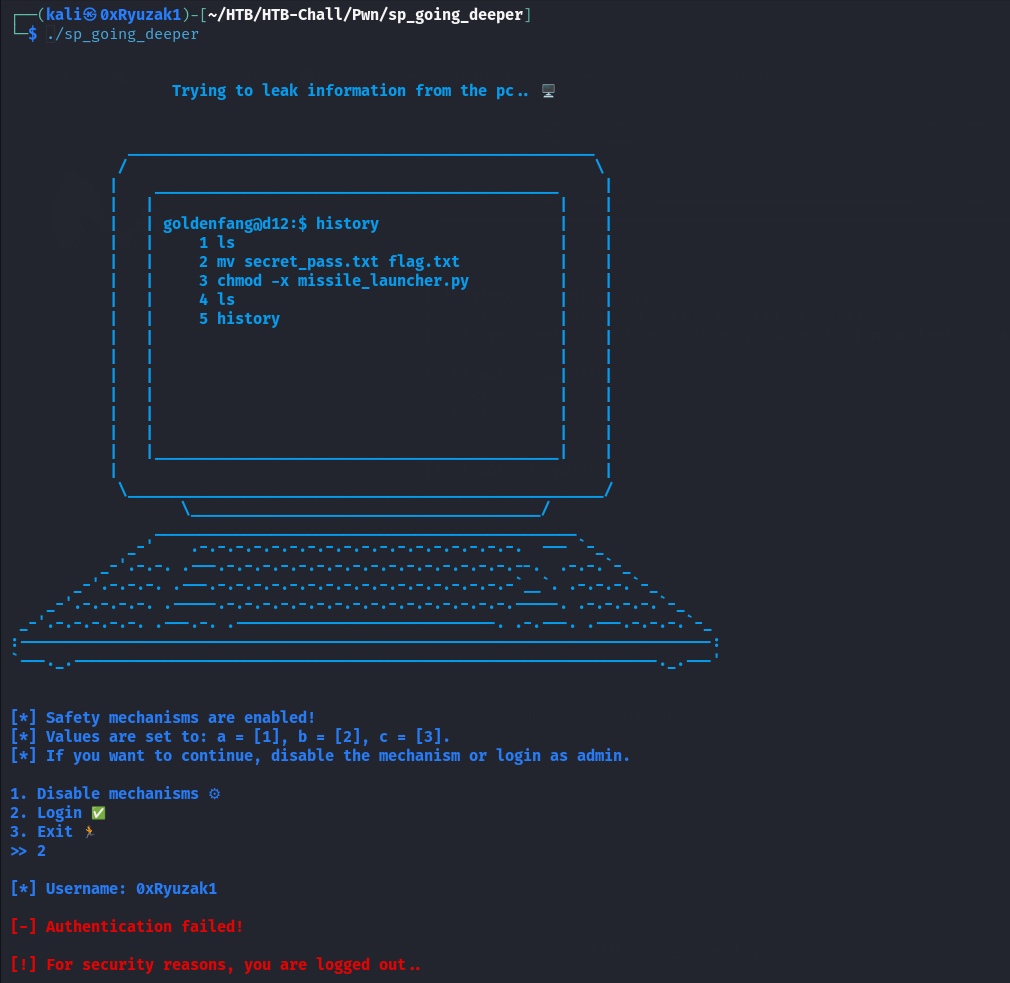 ┌──(kali㉿0xRyuzak1)-[~/HTB/HTB-Chall/Pwn/sp_going_deeper]
└─$ ./sp_going_deeper
Trying to leak information from the pc.. 🖥️
goldenfang@d12:$ history
1 ls
2 mv secret_pass.txt flag.txt
3 chmod -x missile_launcher.py
4 ls
5 history
[*] Safety mechanisms are enabled!
[*] Values are set to: a = [1], b = [2], c = [3].
[*] If you want to continue, disable the mechanism or login as admin.
1. Disable mechanisms ⚙
2. Login ✅
3. Exit 🏃
>> 2
[*] Username: 0xRyuzak1
[-] Authentication failed!
[!] For security reasons, you are logged out..